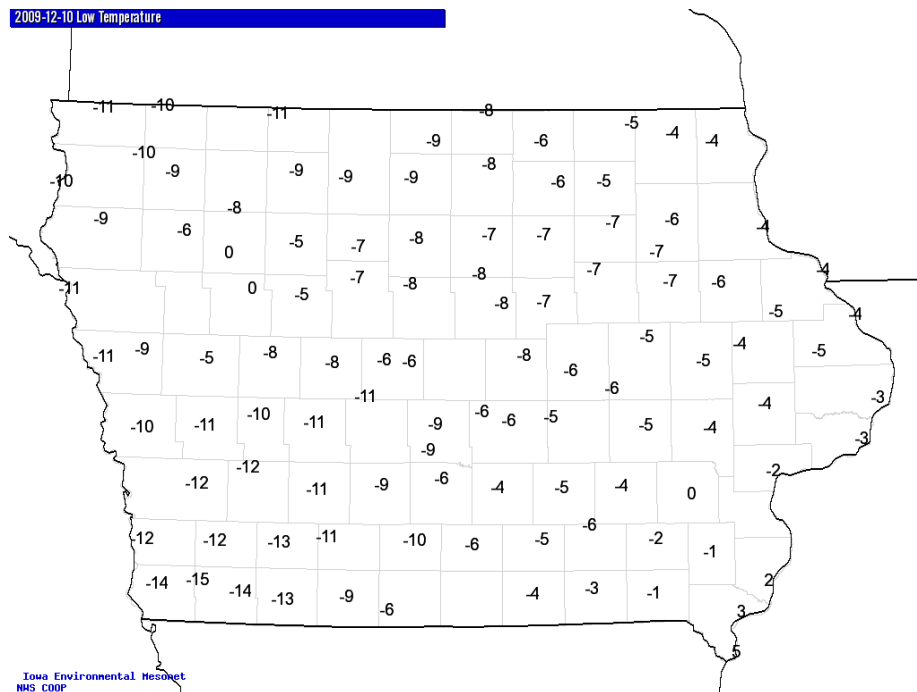 2009-12-10 Low Temperature
-11 -10 -11 -8
-5 -4 -4
-9 -6
-10 -9 -9 -9 -9 -8
-10 -6 -5
-9 -6 -8
-5 -7 -8 -7 -7 -7 -6 -4
0 -7
-11 0 -5 -7 -8 -8 -7 -7 -6 -4
-8 -7 -5 -4
-11 -9 -5 -8 -8 -6 -6 -8 -5 -5 -4 -5
-6 -6
-11 -4 -3
-10 -11 -10 -11 -9 -6 -6 -5 -5 -4 -3
-9
-12 -12 -11 -9 -6 -4 -5 -4 0 -2
-6
-12 -12 -13 -11 -10 -6 -5 -2 -1
-14 -15 -14 -13 -9 -6 -4 -3 -1 2
3
5
Iowa Environmental Mesonet
NWS COOP